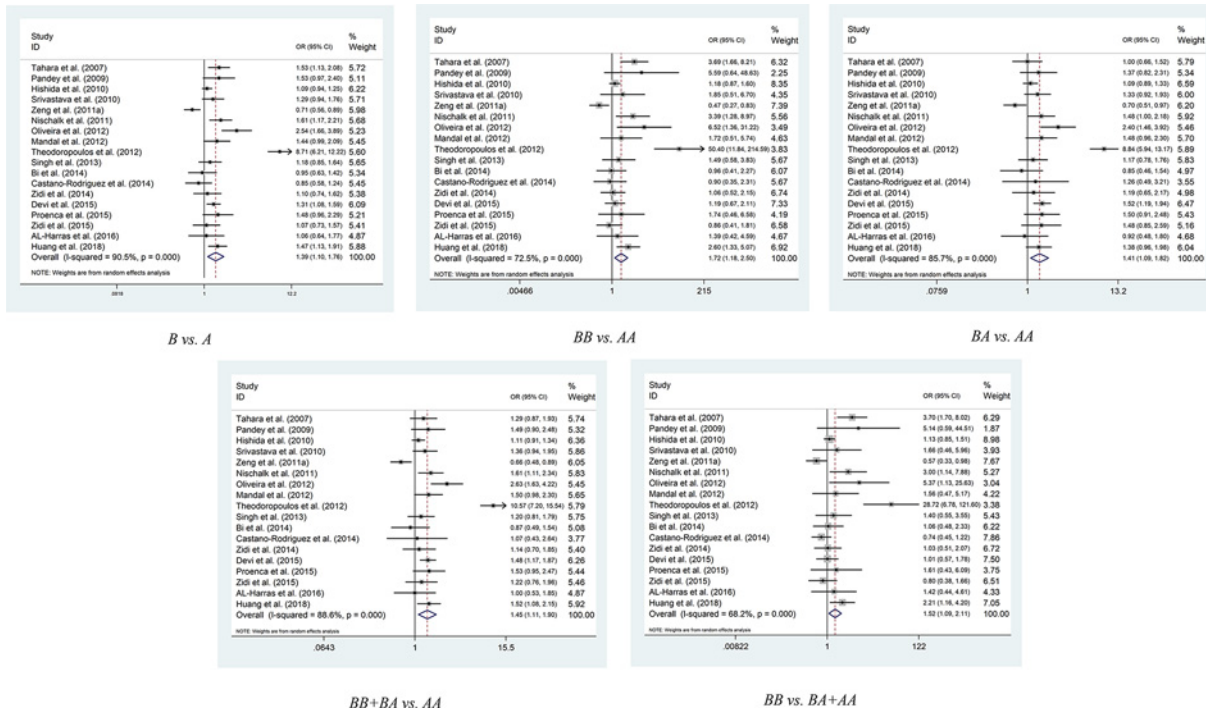 Study %
ID OR (95% CI) Weight
Tahara et al. (2007) 1.53 (1.13, 2.08) 5.72
Pandey et al. (2009) 1.53 (0.97, 2.40) 5.11
Hishida et al. (2010) 1.09 (0.94, 1.25) 6.22
Srivastava et al. (2010) 1.29 (0.94, 1.76) 5.71
Zeng et al. (2011a) 0.71 (0.56, 0.89) 5.98
Nischalk et al. (2011) 1.61 (1.17, 2.21) 5.68
Oliveira et al. (2012) 2.54 (1.66, 3.89) 5.23
Mandal et al. (2012) 1.44 (0.99, 2.09) 5.45
Theodoropoulos et al. (2012) 8.71 (6.21, 12.22) 5.60
Singh et al. (2013) 1.18 (0.85, 1.64) 5.65
Bi et al. (2014) 0.95 (0.63, 1.42) 5.34
Castano-Rodriguez et al. (2014) 0.85 (0.58, 1.24) 5.45
Zidi et al. (2014) 1.10 (0.74, 1.62) 5.38
Devi et al. (2015) 1.31 (1.08, 1.59) 6.09
Proenca et al. (2015) 1.48 (0.96, 2.29) 5.21
Zidi et al. (2015) 1.07 (0.73, 1.57) 5.41
AL-Harras et al. (2016) 1.06 (0.64, 1.77) 4.87
Huang et al. (2018) 1.47 (1.13, 1.91) 5.88
Overall (I-squared = 90.5%, p = 0.000) 1.39 (1.10, 1.76) 100.00
NOTE: Weights are from random effects analysis
1 12.2
B vs. A
Study %
ID OR (95% CI) Weight
Tahara et al. (2007) 3.69 (1.66, 8.21) 6.32
Pandey et al. (2009) 5.59 (0.64, 48.63) 2.25
Hishida et al. (2010) 1.18 (0.87, 1.60) 8.35
Srivastava et al. (2010) 1.85 (0.51, 6.70) 4.35
Zeng et al. (2011a) 0.47 (0.27, 0.83) 7.39
Nischalk et al. (2011) 3.39 (1.28, 8.97) 5.56
Oliveira et al. (2012) 6.52 (1.36, 31.22) 3.49
Mandal et al. (2012) 1.72 (0.51, 5.74) 4.63
Theodoropoulos et al. (2012) 50.40 (11.84, 214.59) 3.83
Singh et al. (2013) 1.49 (0.58, 3.83) 5.67
Bi et al. (2014) 0.96 (0.41, 2.27) 6.07
Castano-Rodriguez et al. (2014) 0.90 (0.35, 2.31) 5.67
Zidi et al. (2014) 1.06 (0.52, 2.15) 6.74
Devi et al. (2015) 1.19 (0.67, 2.11) 7.33
Proenca et al. (2015) 1.74 (0.46, 6.58) 4.19
Zidi et al. (2015) 0.86 (0.41, 1.81) 6.58
AL-Harras et al. (2016) 1.39 (0.42, 4.59) 4.67
Huang et al. (2018) 2.60 (1.33, 5.07) 6.92
Overall (I-squared = 72.5%, p = 0.000) 1.72 (1.18, 2.50) 100.00
NOTE: Weights are from random effects analysis
.00466 1 215
BB vs. AA
Study %
ID OR (95% CI) Weight
Tahara et al. (2007) 1.00 (0.66, 1.52) 5.79
Pandey et al. (2009) 1.37 (0.82, 2.31) 5.34
Hishida et al. (2010) 1.09 (0.89, 1.33) 6.59
Srivastava et al. (2010) 1.33 (0.92, 1.93) 6.00
Zeng et al. (2011a) 0.70 (0.51, 0.97) 6.20
Nischalk et al. (2011) 1.48 (1.00, 2.18) 5.92
Oliveira et al. (2012) 2.40 (1.46, 3.92) 5.46
Mandal et al. (2012) 1.48 (0.96, 2.30) 5.70
Theodoropoulos et al. (2012) 8.84 (5.94, 13.17) 5.89
Singh et al. (2013) 1.17 (0.78, 1.76) 5.83
Bi et al. (2014) 0.85 (0.46, 1.54) 4.97
Castano-Rodriguez et al. (2014) 1.26 (0.49, 3.21) 3.55
Zidi et al. (2014) 1.19 (0.65, 2.17) 4.98
Devi et al. (2015) 1.52 (1.19, 1.94) 6.47
Proenca et al. (2015) 1.50 (0.91, 2.48) 5.43
Zidi et al. (2015) 1.48 (0.85, 2.59) 5.16
AL-Harras et al. (2016) 0.92 (0.48, 1.80) 4.68
Huang et al. (2018) 1.38 (0.96, 1.98) 6.04
Overall (I-squared = 85.7%, p = 0.000) 1.41 (1.09, 1.82) 100.00
NOTE: Weights are from random effects analysis
.0759 1 13.2
BA vs. AA
Study %
ID OR (95% CI) Weight
Tahara et al. (2007) 1.29 (0.87, 1.93) 5.74
Pandey et al. (2009) 1.49 (0.90, 2.48) 5.32
Hishida et al. (2010) 1.11 (0.91, 1.34) 6.36
Srivastava et al. (2010) 1.36 (0.94, 1.95) 5.86
Zeng et al. (2011a) 0.66 (0.48, 0.89) 6.05
Nischalk et al. (2011) 1.61 (1.11, 2.34) 5.83
Oliveira et al. (2012) 2.63 (1.63, 4.22) 5.45
Mandal et al. (2012) 1.50 (0.98, 2.30) 5.65
Theodoropoulos et al. (2012) 10.57 (7.20, 15.54) 5.79
Singh et al. (2013) 1.20 (0.81, 1.79) 5.75
Bi et al. (2014) 0.87 (0.49, 1.54) 5.08
Castano-Rodriguez et al. (2014) 1.07 (0.43, 2.64) 3.77
Zidi et al. (2014) 1.14 (0.70, 1.85) 5.40
Devi et al. (2015) 1.48 (1.17, 1.87) 6.26
Proenca et al. (2015) 1.53 (0.95, 2.47) 5.44
Zidi et al. (2015) 1.22 (0.76, 1.96) 5.46
AL-Harras et al. (2016) 1.00 (0.53, 1.85) 4.87
Huang et al. (2018) 1.52 (1.08, 2.15) 5.92
Overall (I-squared = 88.6%, p = 0.000) 1.45 (1.11, 1.90) 100.00
NOTE: Weights are from random effects analysis
.0643 1 15.5
BB+BA vs. AA
Study %
ID OR (95% CI) Weight
Tahara et al. (2007) 3.70 (1.70, 8.02) 6.29
Pandey et al. (2009) 5.14 (0.59, 44.51) 1.87
Hishida et al. (2010) 1.13 (0.85, 1.51) 8.98
Srivastava et al. (2010) 1.66 (0.46, 5.96) 3.93
Zeng et al. (2011a) 0.57 (0.33, 0.98) 7.67
Nischalk et al. (2011) 3.00 (1.14, 7.88) 5.27
Oliveira et al. (2012) 5.37 (1.13, 25.63) 3.04
Mandal et al. (2012) 1.56 (0.47, 5.17) 4.22
Theodoropoulos et al. (2012) 28.72 (6.78, 121.60) 3.38
Singh et al. (2013) 1.40 (0.55, 3.55) 5.43
Bi et al. (2014) 1.06 (0.48, 2.33) 6.22
Castano-Rodriguez et al. (2014) 0.74 (0.45, 1.22) 7.86
Zidi et al. (2014) 1.03 (0.51, 2.07) 6.72
Devi et al. (2015) 1.01 (0.57, 1.78) 7.50
Proenca et al. (2015) 1.61 (0.43, 6.09) 3.75
Zidi et al. (2015) 0.80 (0.38, 1.66) 6.51
AL-Harras et al. (2016) 1.42 (0.44, 4.61) 4.33
Huang et al. (2018) 2.21 (1.16, 4.20) 7.05
Overall (I-squared = 68.2%, p = 0.000) 1.52 (1.09, 2.11) 100.00
NOTE: Weights are from random effects analysis
.00822 1 122
BB vs. BA+AA